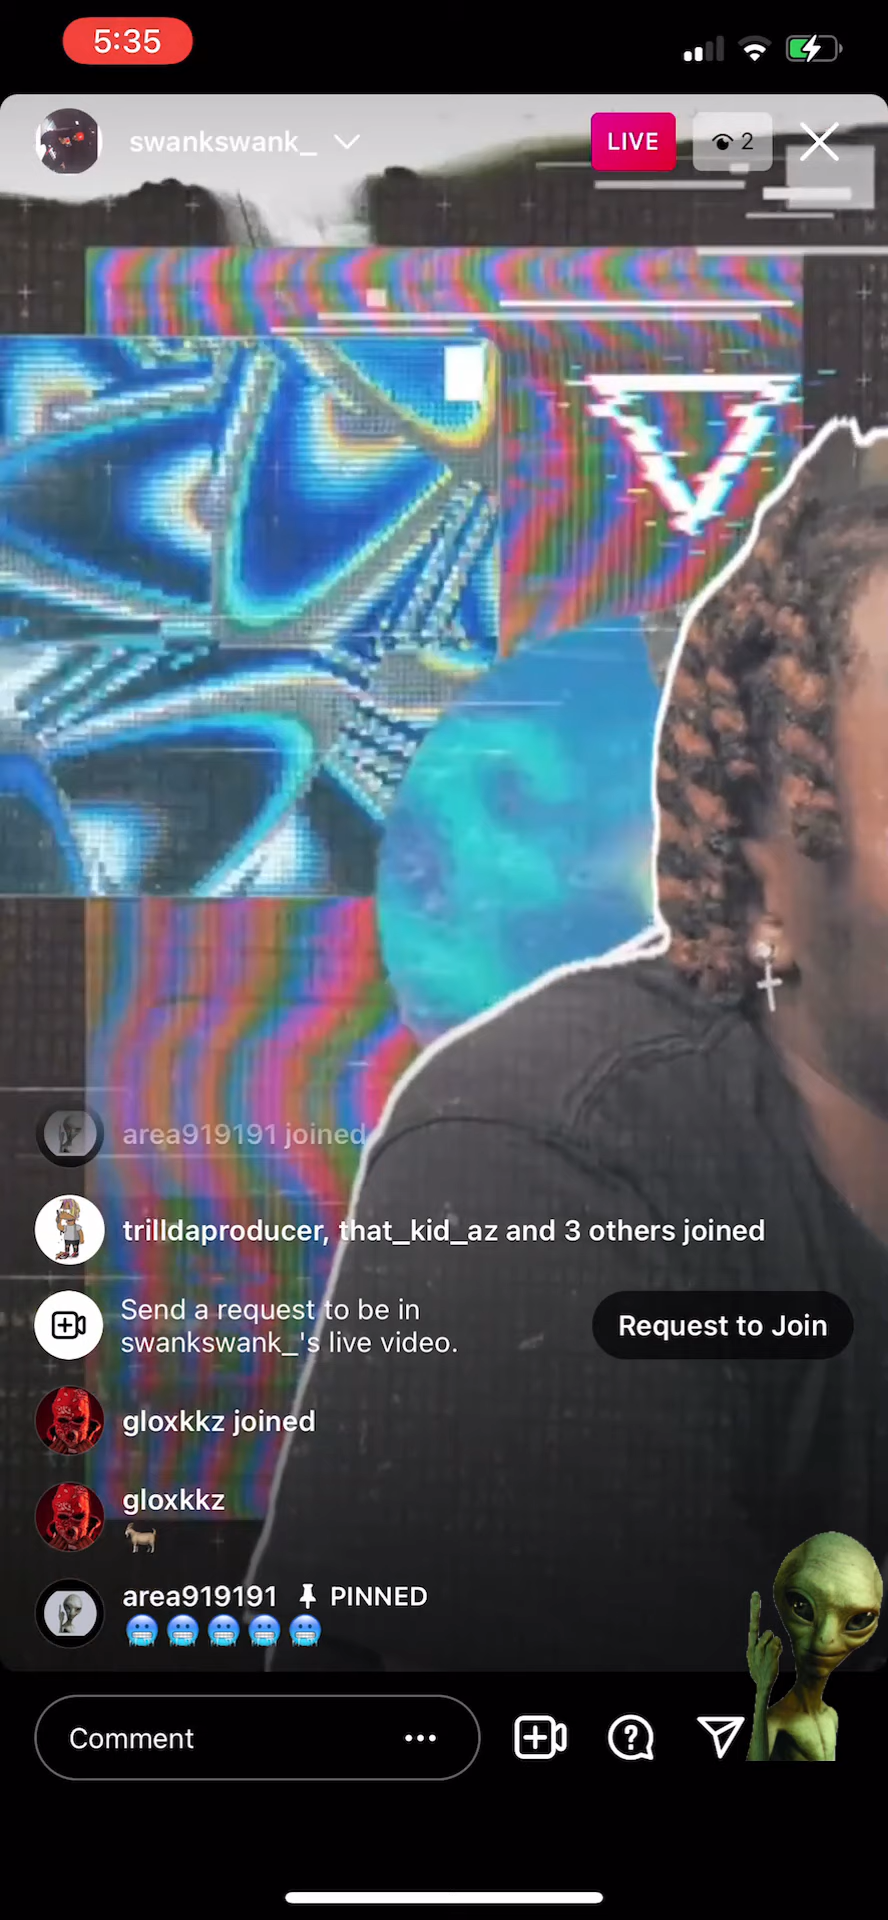 5:35
swankswank_
LIVE
2
area919191 joined
trilldaproducer, that_kid_az and 3 others joined
Send a request to be in
swankswank_'s live video.
Request to Join
gloxkkz joined
gloxkkz
🐐
area919191 PINNED
🥶🥶🥶🥶🥶
Comment